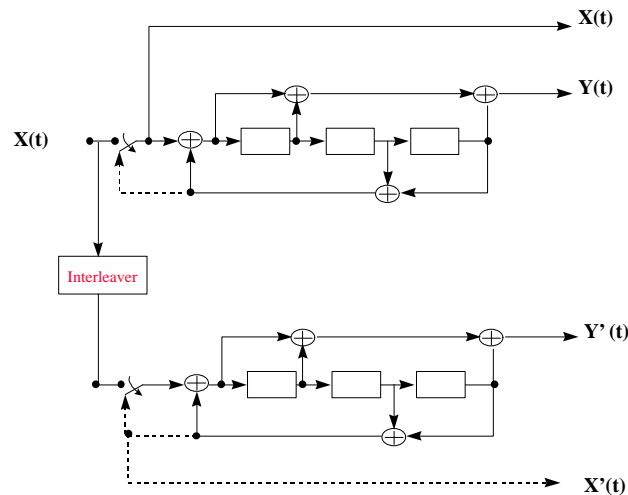 X(t)
Y(t)
X(t)
Interleaver
Y’ (t)
X’(t)